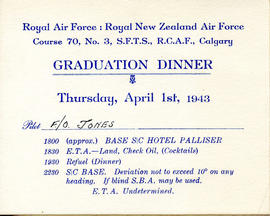 Royal Air Force : Royal New Zealand Air Force
Course 70, No. 3, S.F.T.S., R.C.A.F., Calgary
GRADUATION DINNER
Thursday, April 1st, 1943
Pilot F/O. JONES
1800 (approx.) BASE S/C HOTEL PALLISER
1830 E.T.A.—Land, Check Oil, (Cocktails)
1930 Refuel (Dinner)
2230 S/C BASE. Deviation not to exceed 10° on any
heading. If blind S.B.A. may be used.
E.T.A. Undetermined.